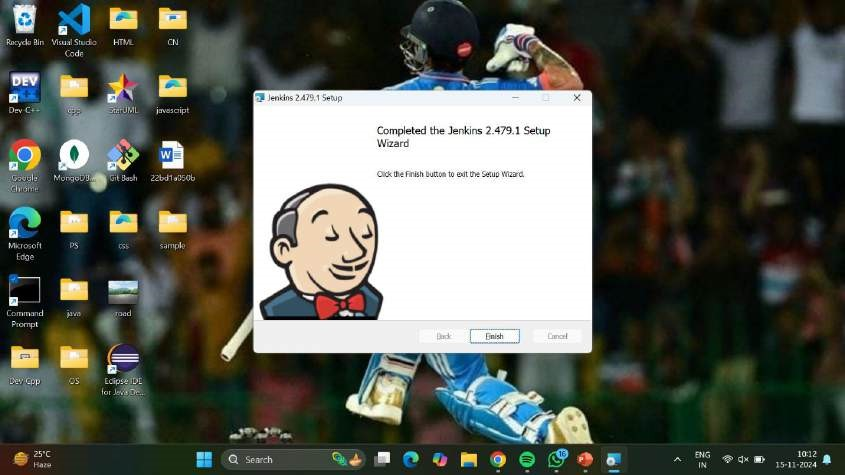 Recycle Bin
Visual Studio
Code
HTML
CN
Dev-C++
cpp
StarUML
javascript
Google
Chrome
MongoDB...
Git Bash
22bd1a050b
Microsoft
Edge
PS
css
sample
Command
Prompt
java
road
Dev-Cpp
OS
Eclipse IDE
for Java De...
DEV
C++
Jenkins 2.479.1 Setup
Completed the Jenkins 2.479.1 Setup
Wizard
Click the Finish button to exit the Setup Wizard.
Back
Finish
Cancel
25°C
Haze
Search
16
ENG
IN
10:12
15-11-2024